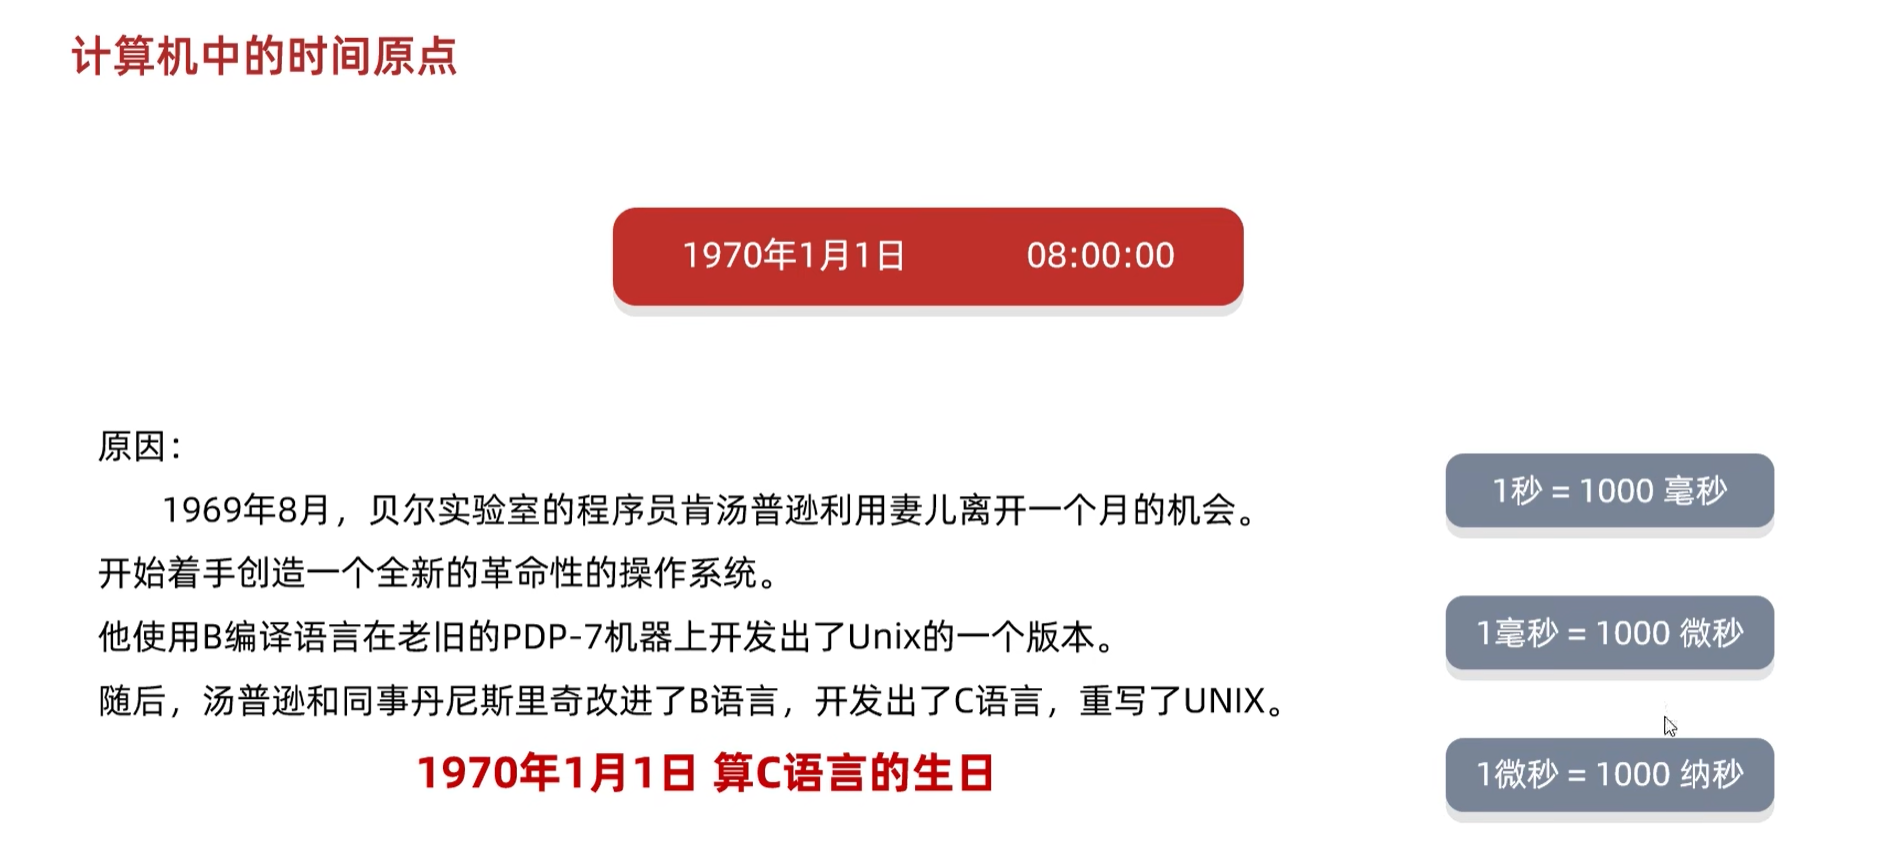 计算机中的时间原点
1970年1月1日 08:00:00
原因：
1969年8月，贝尔实验室的程序员肯汤普逊利用妻儿离开一个月的机会。
开始着手创造一个全新的革命性的操作系统。
他使用B编译语言在老旧的PDP-7机器上开发出了Unix的一个版本。
随后，汤普逊和同事丹尼斯里奇改进了B语言，开发出了C语言，重写了UNIX。
1970年1月1日 算C语言的生日
1秒 = 1000 毫秒
1毫秒 = 1000 微秒
1微秒 = 1000 纳秒